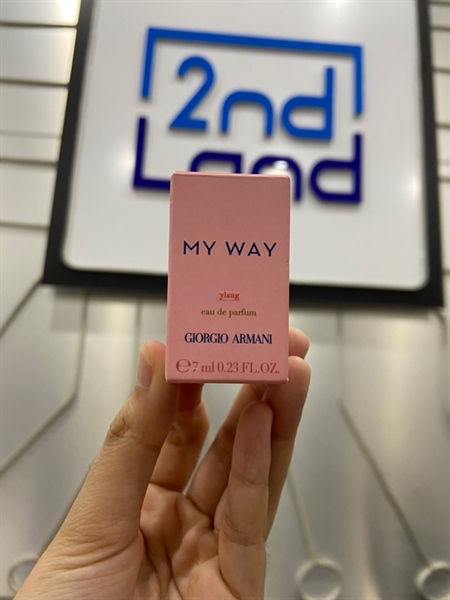 2nd
Land
MY WAY
ylang
eau de parfum
GIORGIO ARMANI
℮ 7 ml 0.23 FL.OZ.